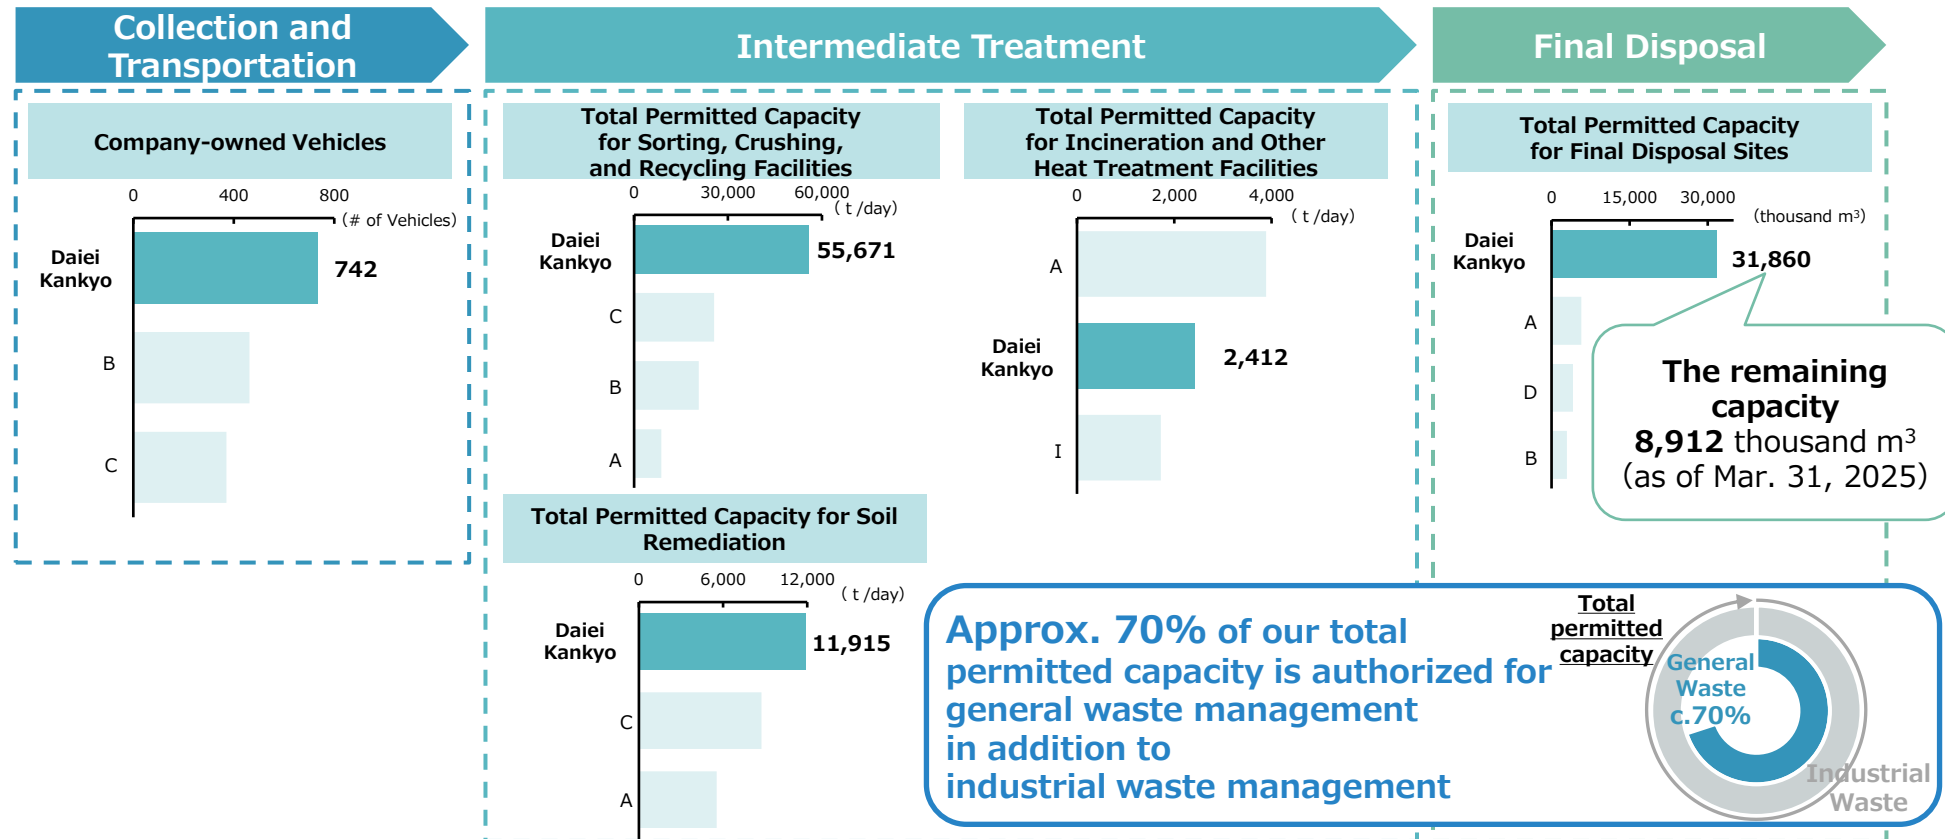 Collection and
Transportation
Intermediate Treatment
Final Disposal
Company-owned Vehicles
0 400 800
(# of Vehicles)
Daiei
Kankyo
742
B
C
Total Permitted Capacity
for Sorting, Crushing,
and Recycling Facilities
0 30,000 60,000
( t /day)
Daiei
Kankyo
55,671
C
B
A
Total Permitted Capacity for Soil
Remediation
0 6,000 12,000
( t /day)
Daiei
Kankyo
11,915
C
A
Total Permitted Capacity
for Incineration and Other
Heat Treatment Facilities
0 2,000 4,000
( t /day)
A
Daiei
Kankyo
2,412
I
Total Permitted Capacity
for Final Disposal Sites
0 15,000 30,000
(thousand m³)
Daiei
Kankyo
31,860
A
D
B
The remaining
capacity
8,912 thousand m³
(as of Mar. 31, 2025)
Approx. 70% of our total
permitted capacity is authorized for
general waste management
in addition to
industrial waste management
Total
permitted
capacity
General
Waste
c.70%
Industrial
Waste